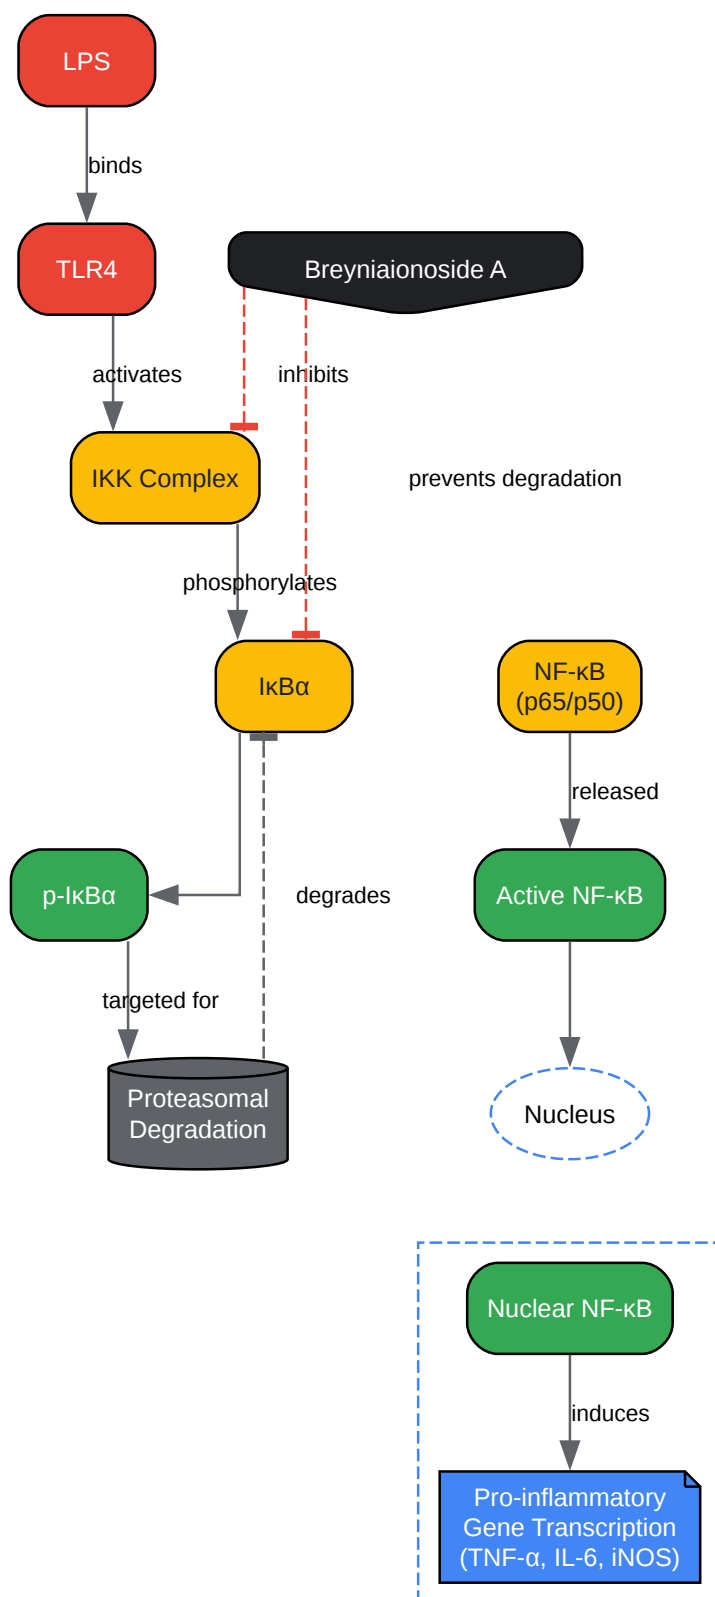 LPS
binds
TLR4
Breyniaionoside A
activates
inhibits
IKK Complex
prevents degradation
phosphorylates
IκBα
NF-κB
(p65/p50)
released
p-IκBα
degrades
Active NF-κB
targeted for
Proteasomal
Degradation
Nucleus
Nuclear NF-κB
induces
Pro-inflammatory
Gene Transcription
(TNF-α, IL-6, iNOS)